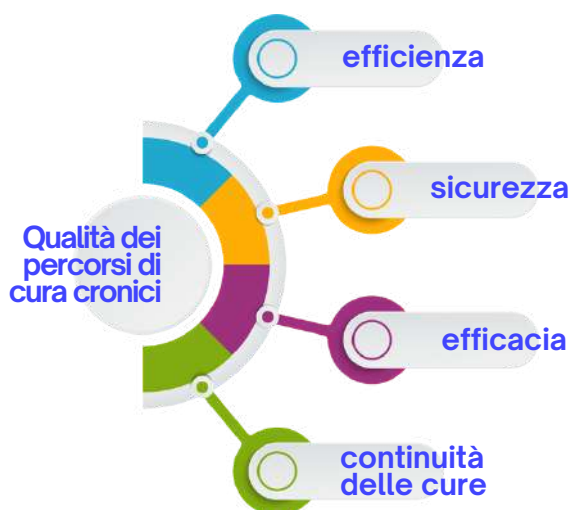 efficienza
sicurezza
Qualità dei
percorsi di
cura cronici
efficacia
continuità
delle cure